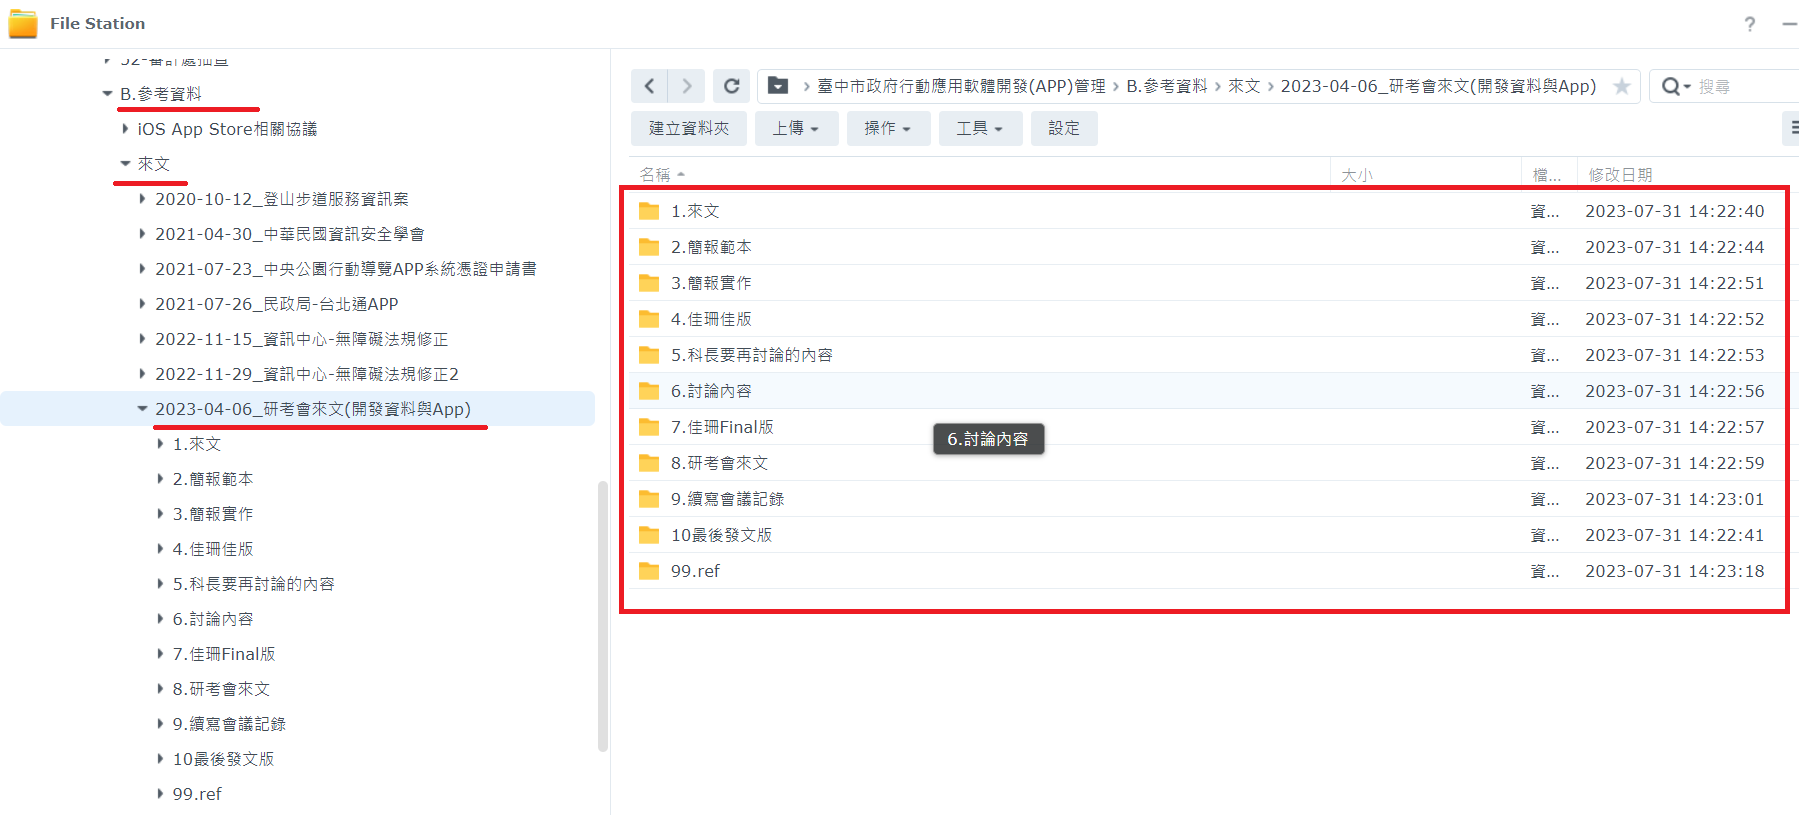 File Station
?
52-審計處抽查
B.參考資料
iOS App Store相關協議
來文
2020-10-12_登山步道服務資訊案
2021-04-30_中華民國資訊安全學會
2021-07-23_中央公園行動導覽APP系統憑證申請書
2021-07-26_民政局-台北通APP
2022-11-15_資訊中心-無障礙法規修正
2022-11-29_資訊中心-無障礙法規修正2
2023-04-06_研考會來文(開發資料與App)
1.來文
2.簡報範本
3.簡報實作
4.佳珊佳版
5.科長要再討論的內容
6.討論內容
7.佳珊Final版
8.研考會來文
9.續寫會議記錄
10最後發文版
99.ref
臺中市政府行動應用軟體開發(APP)管理 › B.參考資料 › 來文 › 2023-04-06_研考會來文(開發資料與App)
搜尋
建立資料夾 上傳 操作 工具 設定
名稱 大小 檔... 修改日期
1.來文 資... 2023-07-31 14:22:40
2.簡報範本 資... 2023-07-31 14:22:44
3.簡報實作 資... 2023-07-31 14:22:51
4.佳珊佳版 資... 2023-07-31 14:22:52
5.科長要再討論的內容 資... 2023-07-31 14:22:53
6.討論內容 資... 2023-07-31 14:22:56
7.佳珊Final版 資... 2023-07-31 14:22:57
6.討論內容
8.研考會來文 資... 2023-07-31 14:22:59
9.續寫會議記錄 資... 2023-07-31 14:23:01
10最後發文版 資... 2023-07-31 14:22:41
99.ref 資... 2023-07-31 14:23:18